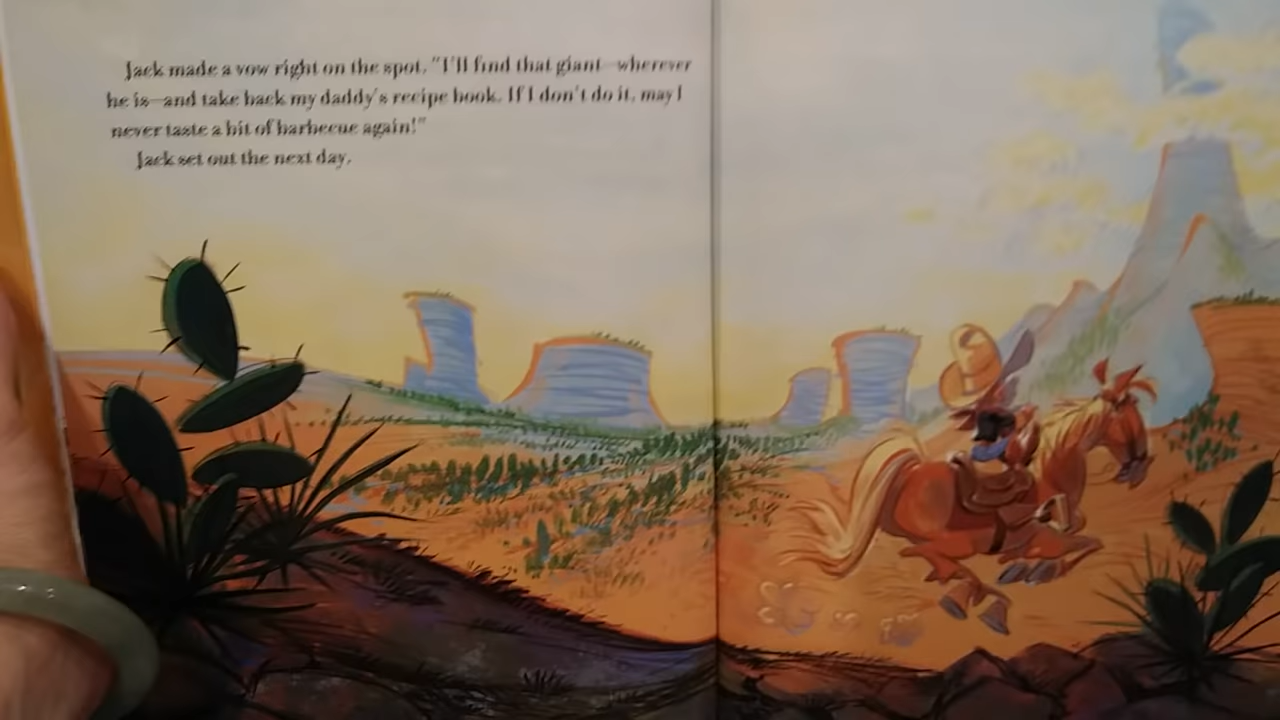 Jack made a vow right on the spot. "I'll find that giant—wherever
he is—and take back my daddy's recipe book. If I don't do it, may I
never taste a bit of barbecue again!"
Jack set out the next day.